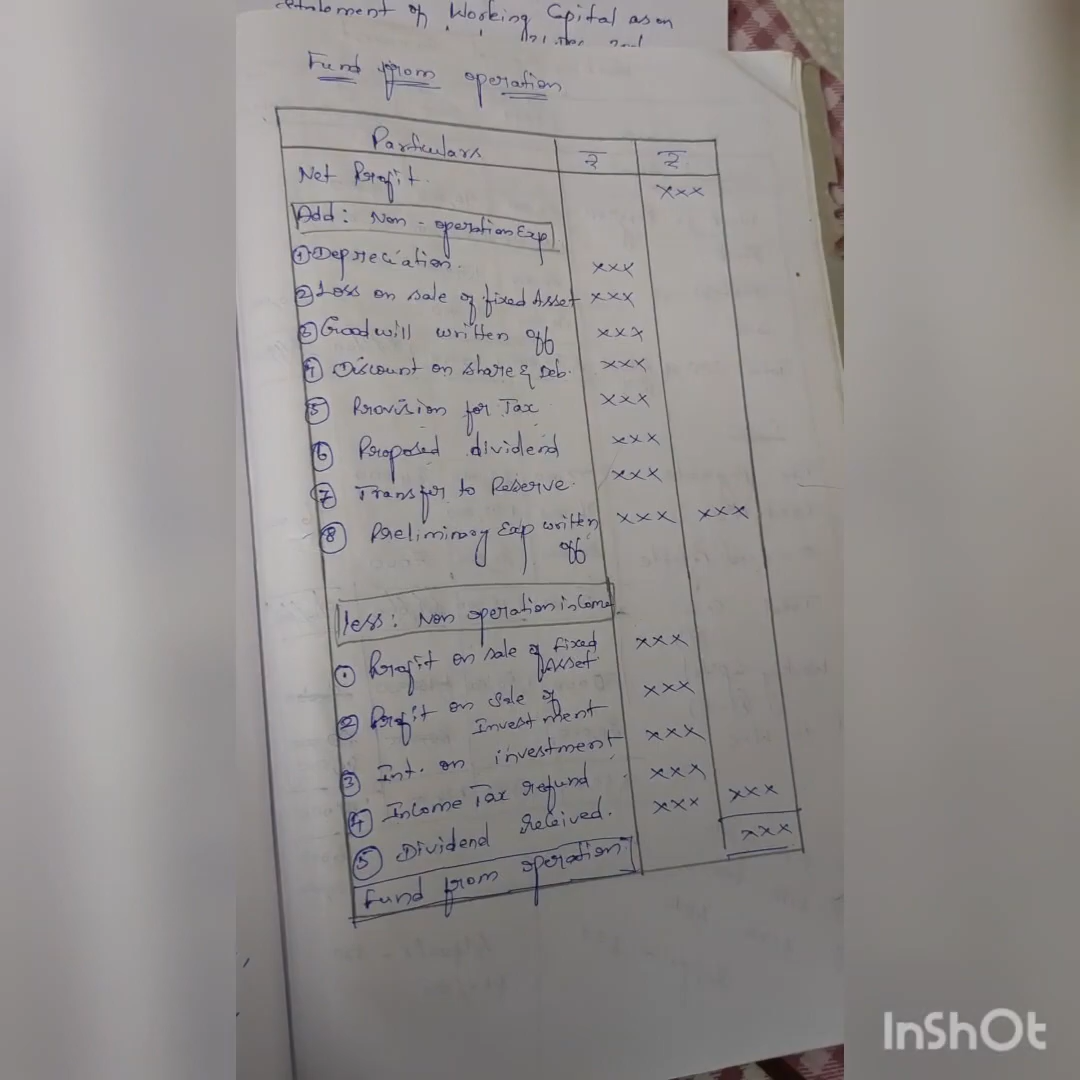 statement of Working Capital as on
Fund from operation
Particulars ₹ ₹
Net Profit. xxx
Add: Non - operation Exp
① Depreciation. xxx
② Loss on sale of fixed Asset xxx
③ Goodwill written off xxx
④ Discount on share & Deb. xxx
⑤ Provision for Tax xxx
⑥ Proposed dividend xxx
⑦ Transfer to Reserve. xxx
⑧ Preliminary Exp written off xxx xxx
Less: Non operation income
① Profit on sale of fixed Asset xxx
② Profit on sale of Investment xxx
③ Int. on investment xxx
④ Income Tax refund xxx
⑤ Dividend received. xxx xxx
Fund from operation xxx
InShOt